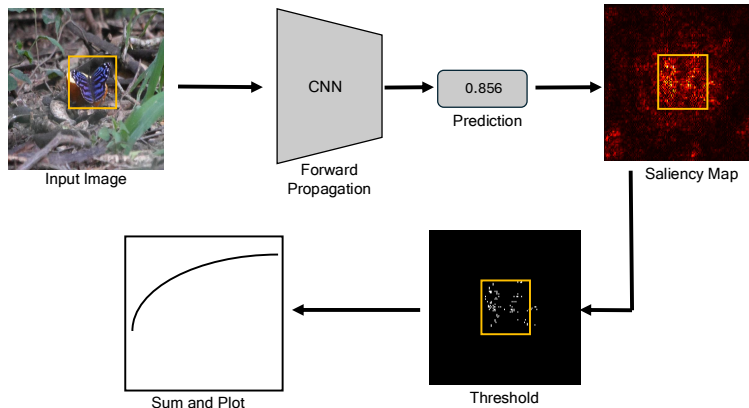 CNN
0.856
Prediction
Input Image
Forward
Propagation
Saliency Map
Sum and Plot
Threshold